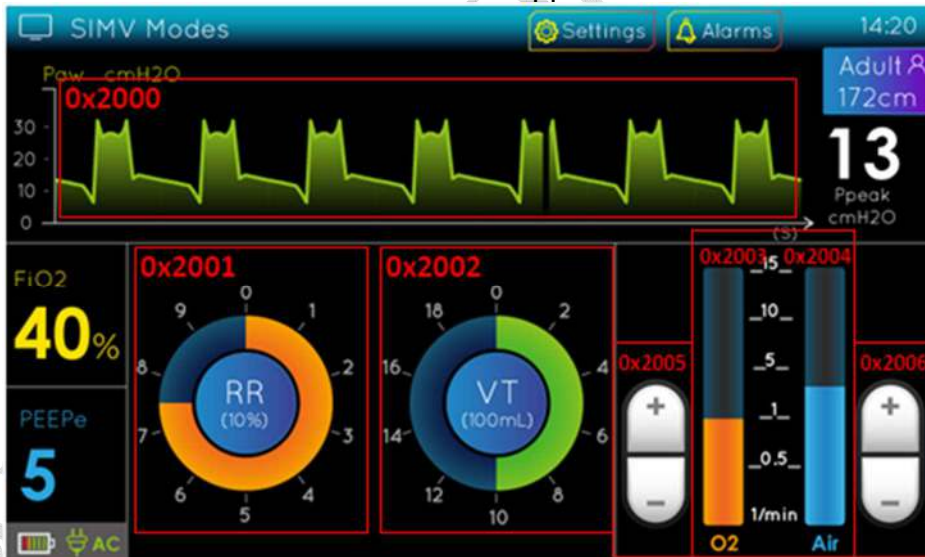 SIMV Modes
Settings
Alarms
14:20
Paw cmH2O
Adult
172cm
0x2000
30
20
10
0
(S)
13
Ppeak
cmH2O
FiO2
40%
PEEPe
5
AC
0x2001
0
1
2
3
4
5
6
7
8
9
RR
(10%)
0x2002
0
2
4
6
8
10
12
14
16
18
VT
(100mL)
0x2003
0x2004
15
10
5
1
0.5
1/min
O2
Air
0x2005
+
−
0x2006
+
−